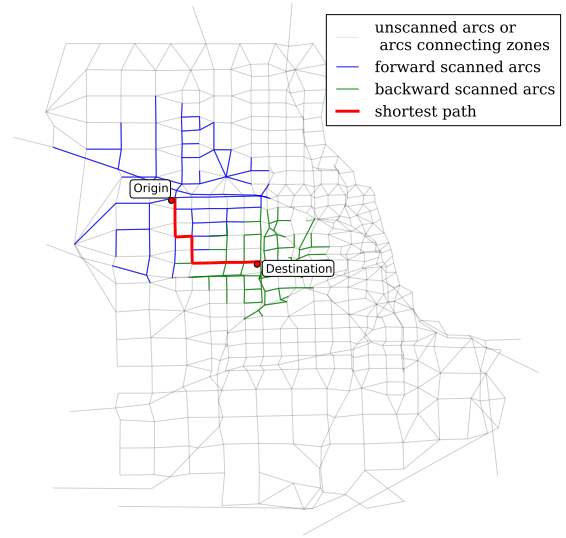 unscanned arcs or
arcs connecting zones
forward scanned arcs
backward scanned arcs
shortest path
Origin
Destination